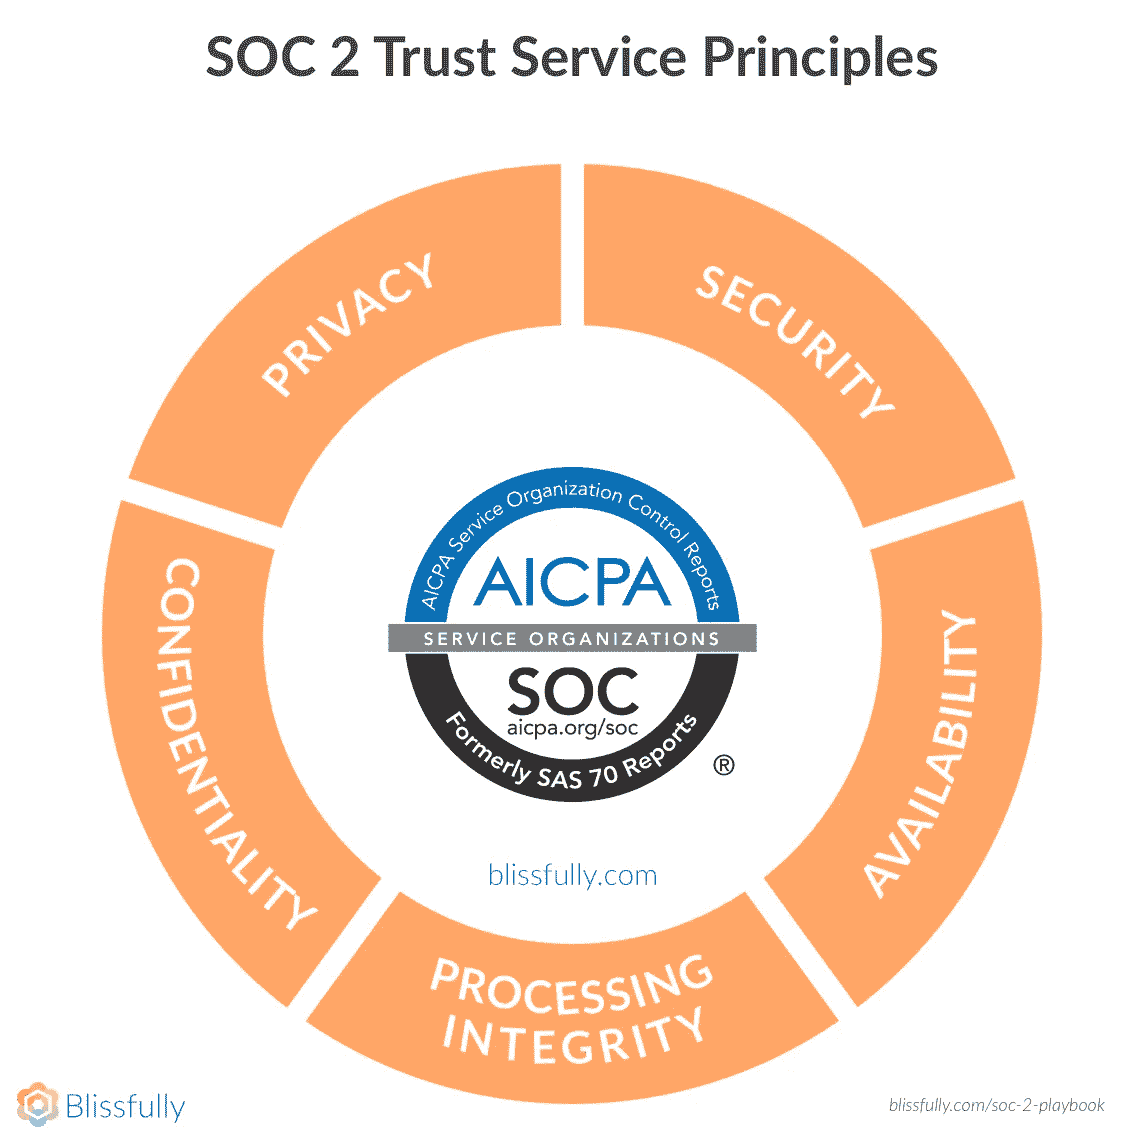 SOC 2 Trust Service Principles
PRIVACY
SECURITY
CONFIDENTIALITY
AVAILABILITY
PROCESSING
INTEGRITY
AICPA Service Organization Control Reports
AICPA
SERVICE ORGANIZATIONS
SOC
aicpa.org/soc
Formerly SAS 70 Reports
®
blissfully.com
Blissfully
blissfully.com/soc-2-playbook